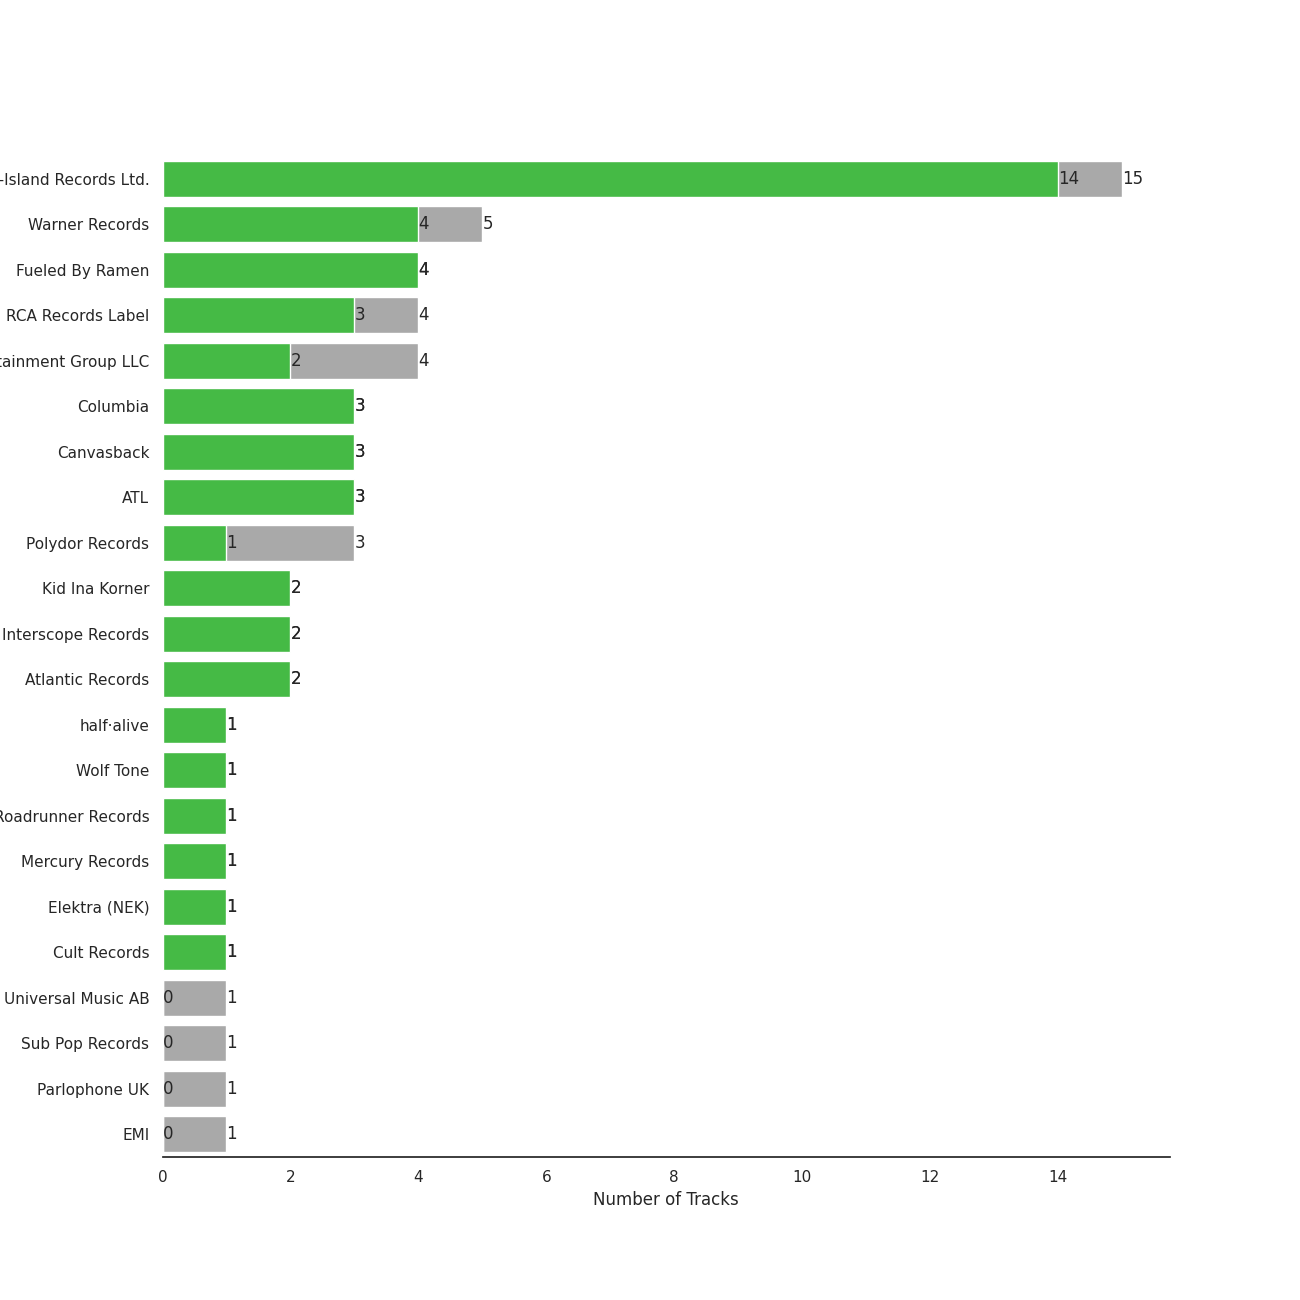 -Island Records Ltd. 14 15
Warner Records 4 5
Fueled By Ramen 4
RCA Records Label 3 4
tainment Group LLC 2 4
Columbia 3
Canvasback 3
ATL 3
Polydor Records 1 3
Kid Ina Korner 2
Interscope Records 2
Atlantic Records 2
half·alive 1
Wolf Tone 1
Roadrunner Records 1
Mercury Records 1
Elektra (NEK) 1
Cult Records 1
Universal Music AB 0 1
Sub Pop Records 0 1
Parlophone UK 0 1
EMI 0 1
0 2 4 6 8 10 12 14
Number of Tracks